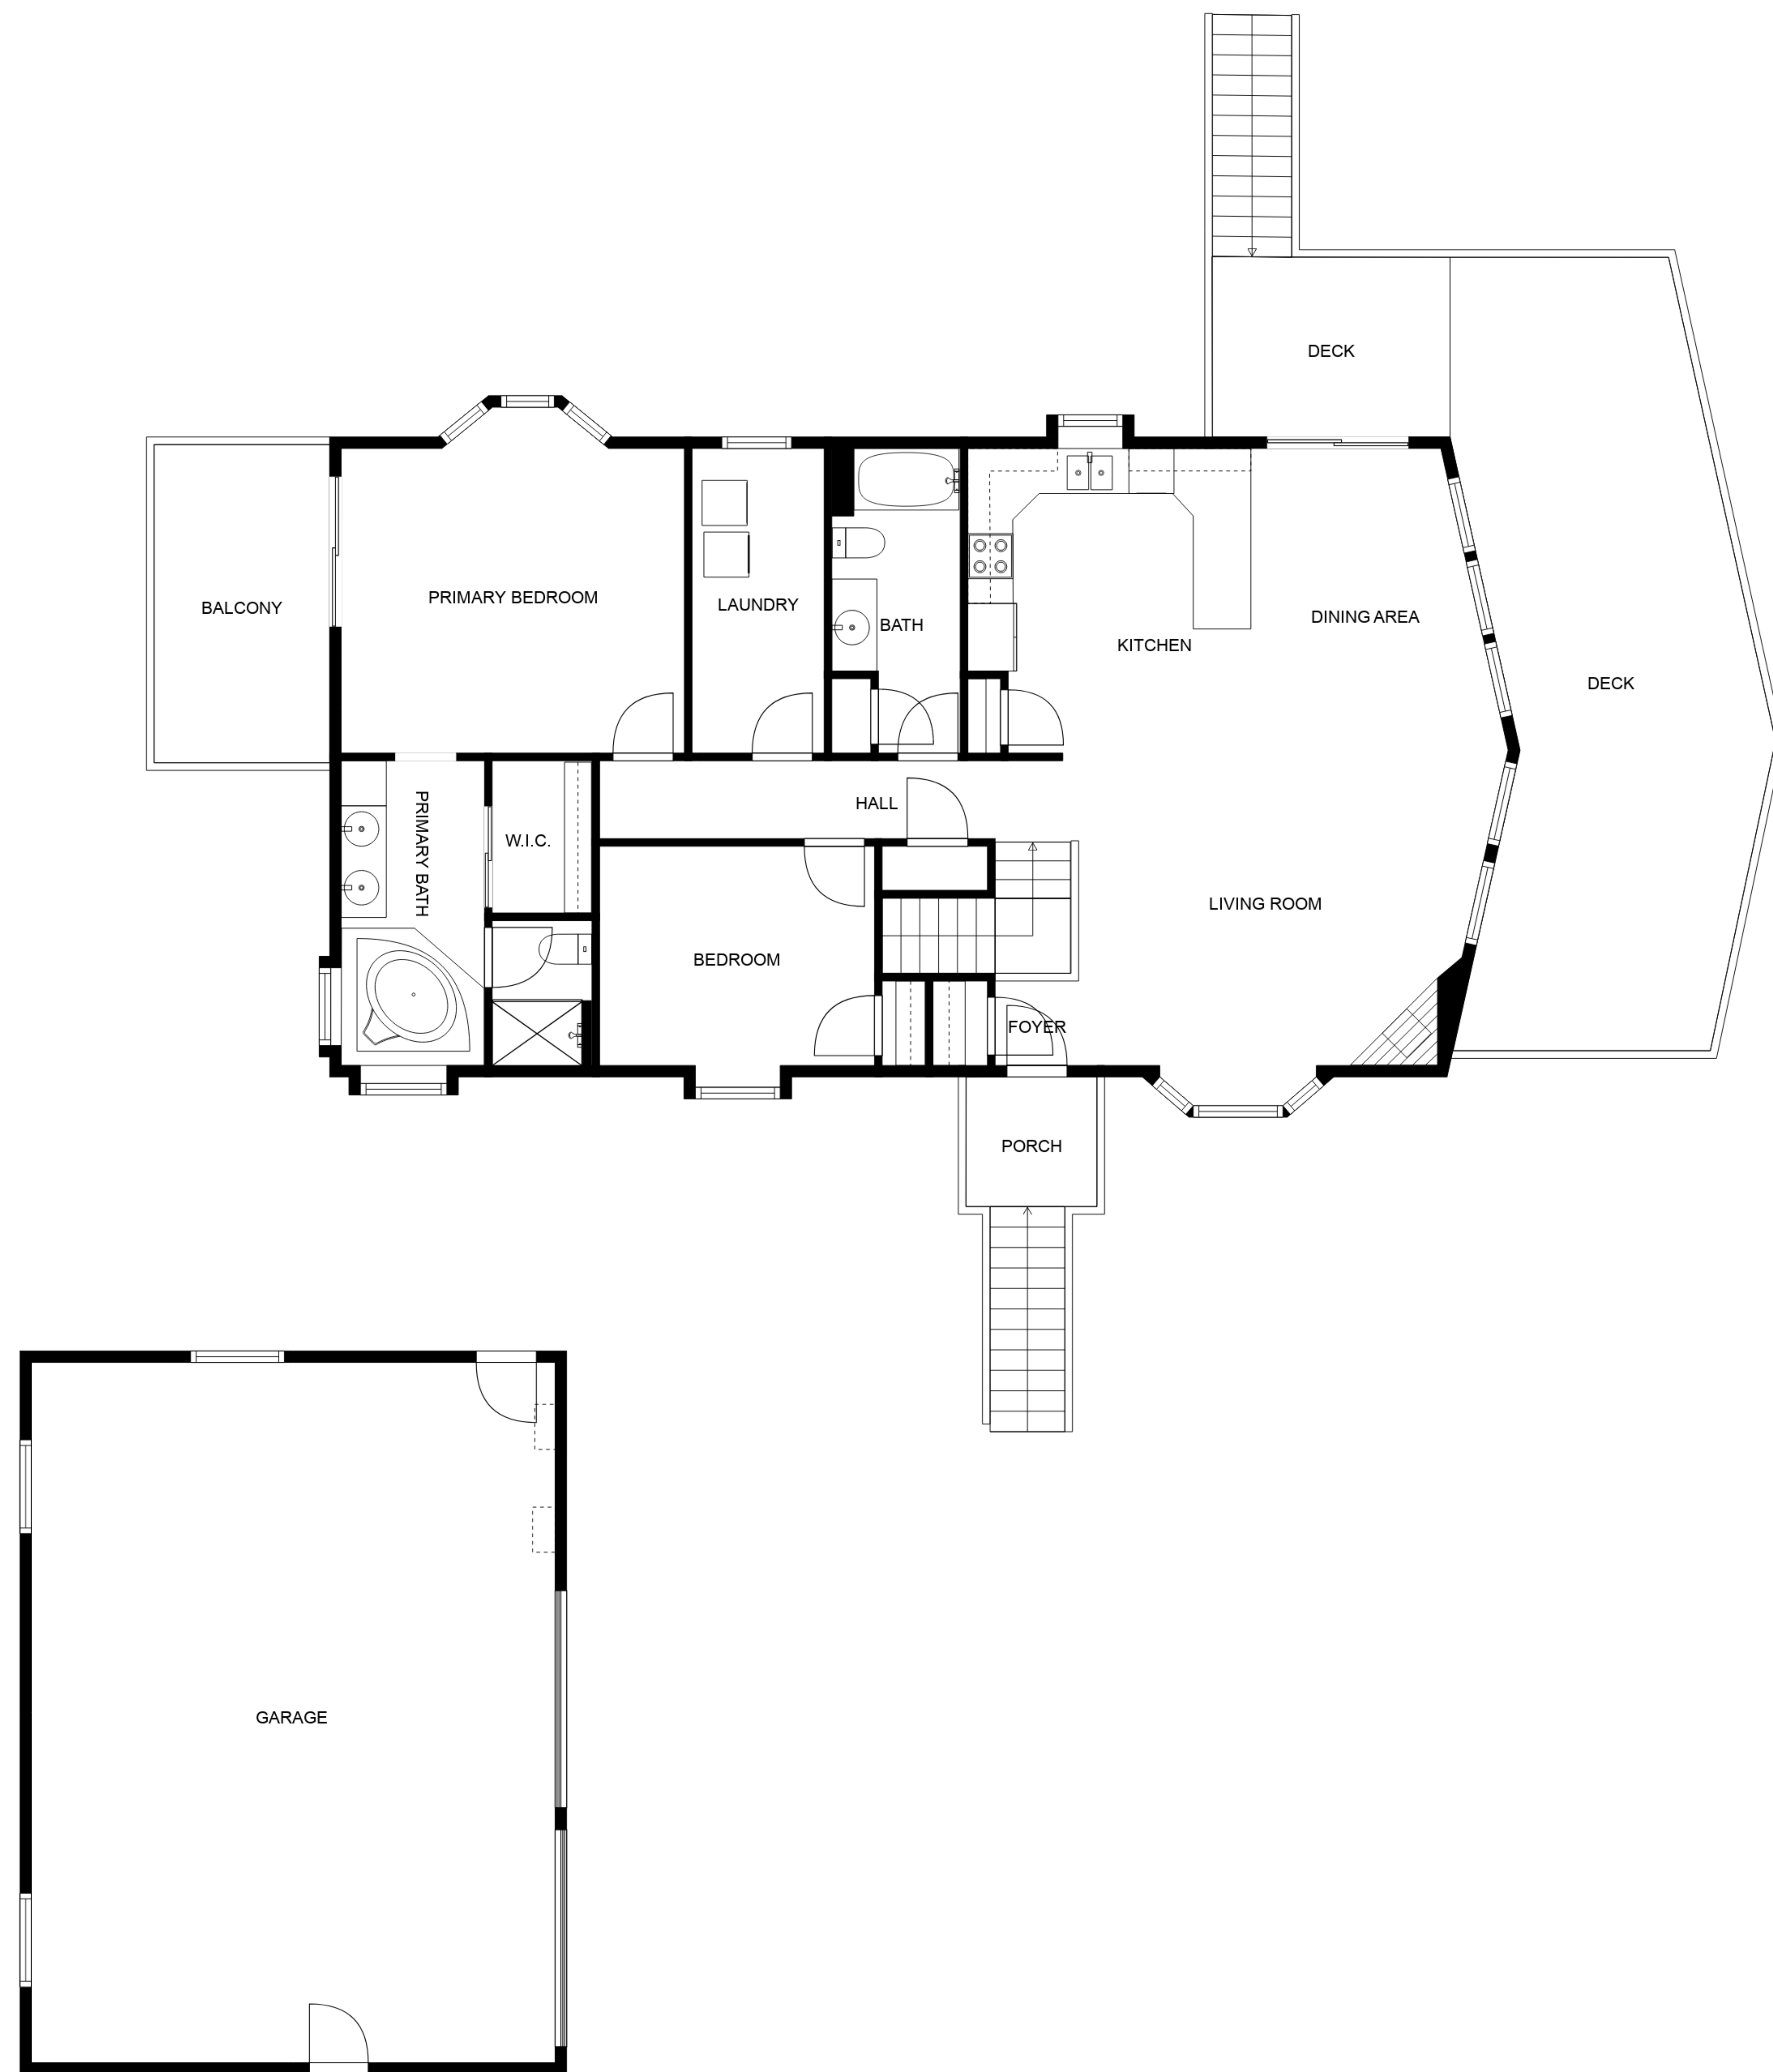 DECK
BALCONY
PRIMARY BEDROOM
LAUNDRY
BATH
KITCHEN
DINING AREA
DECK
PRIMARY BATH
W.I.C.
HALL
LIVING ROOM
BEDROOM
FOYER
PORCH
GARAGE